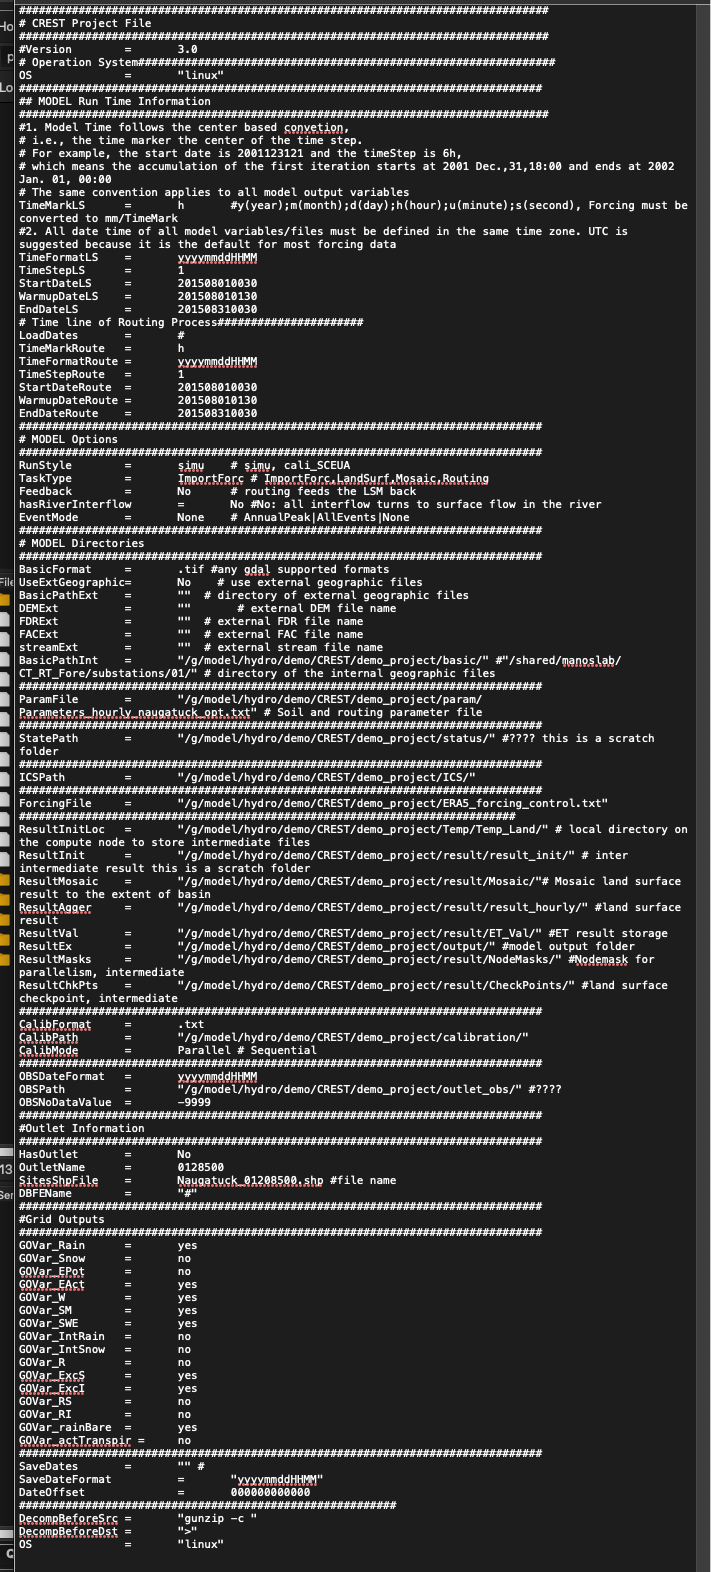 ################################################################################
# CREST Project File
################################################################################
#Version        =       3.0
# Operation System###############################################################
OS              =       "linux"
###############################################################################
## MODEL Run Time Information
################################################################################
#1. Model Time follows the center based convetion,
# i.e., the time marker the center of the time step.
# For example, the start date is 2001123121 and the timeStep is 6h,
# which means the accumulation of the first iteration starts at 2001 Dec.,31,18:00 and ends at 2002
Jan. 01, 00:00
# The same convention applies to all model output variables
TimeMarkLS      =       h       #y(year);m(month);d(day);h(hour);u(minute);s(second), Forcing must be
converted to mm/TimeMark
#2. All date time of all model variables/files must be defined in the same time zone. UTC is
suggested because it is the default for most forcing data
TimeFormatLS    =       yyyymmddHHMM
TimeStepLS      =       1
StartDateLS     =       201508010030
WarmupDateLS    =       201508010130
EndDateLS       =       201508310030
# Time line of Routing Process######################
LoadDates       =       #
TimeMarkRoute   =       h
TimeFormatRoute =       yyyymmddHHMM
TimeStepRoute   =       1
StartDateRoute  =       201508010030
WarmupDateRoute =       201508010130
EndDateRoute    =       201508310030
###############################################################################
# MODEL Options
###############################################################################
RunStyle        =       simu    # simu, cali_SCEUA
TaskType        =       ImportForc # ImportForc,LandSurf,Mosaic,Routing
Feedback        =       No      # routing feeds the LSM back
hasRiverInterflow       =       No #No: all interflow turns to surface flow in the river
EventMode       =       None    # AnnualPeak|AllEvents|None
###############################################################################
# MODEL Directories
###############################################################################
BasicFormat     =       .tif #any gdal supported formats
UseExtGeographic=       No    # use external geographic files
BasicPathExt    =       ""  # directory of external geographic files
DEMExt          =       ""       # external DEM file name
FDRExt          =       ""  # external FDR file name
FACExt          =       ""  # external FAC file name
streamExt       =       ""  # external stream file name
BasicPathInt    =       "/g/model/hydro/demo/CREST/demo_project/basic/" #"/shared/manoslab/
CT_RT_Fore/substations/01/" # directory of the internal geographic files
###############################################################################
ParamFile       =       "/g/model/hydro/demo/CREST/demo_project/param/
Parameters_hourly_naugatuck_opt.txt" # Soil and routing parameter file
###############################################################################
StatePath       =       "/g/model/hydro/demo/CREST/demo_project/status/" #???? this is a scratch
folder
###############################################################################
ICSPath         =       "/g/model/hydro/demo/CREST/demo_project/ICS/"
###############################################################################
ForcingFile     =       "/g/model/hydro/demo/CREST/demo_project/ERA5_forcing_control.txt"
###########################################################################
ResultInitLoc   =       "/g/model/hydro/demo/CREST/demo_project/Temp/Temp_Land/" # local directory on
the compute node to store intermediate files
ResultInit      =       "/g/model/hydro/demo/CREST/demo_project/result/result_init/" # inter
intermediate result this is a scratch folder
ResultMosaic    =       "/g/model/hydro/demo/CREST/demo_project/result/Mosaic/"# Mosaic land surface
result to the extent of basin
ResultAgger     =       "/g/model/hydro/demo/CREST/demo_project/result/result_hourly/" #land surface
result
ResultVal       =       "/g/model/hydro/demo/CREST/demo_project/result/ET_Val/" #ET result storage
ResultEx        =       "/g/model/hydro/demo/CREST/demo_project/output/" #model output folder
ResultMasks     =       "/g/model/hydro/demo/CREST/demo_project/result/NodeMasks/" #Nodemask for
parallelism, intermediate
ResultChkPts    =       "/g/model/hydro/demo/CREST/demo_project/result/CheckPoints/" #land surface
checkpoint, intermediate
###############################################################################
CalibFormat     =       .txt
CalibPath       =       "/g/model/hydro/demo/CREST/demo_project/calibration/"
CalibMode       =       Parallel # Sequential
###############################################################################
OBSDateFormat   =       yyyymmddHHMM
OBSPath         =       "/g/model/hydro/demo/CREST/demo_project/outlet_obs/" #????
OBSNoDataValue  =       -9999
###############################################################################
#Outlet Information
###############################################################################
HasOutlet       =       No
OutletName      =       0128500
SitesShpFile    =       Naugatuck_01208500.shp #file name
DBFEName        =       "#"
###############################################################################
#Grid Outputs
###############################################################################
GOVar_Rain      =       yes
GOVar_Snow      =       no
GOVar_EPot      =       no
GOVar_EAct      =       yes
GOVar_W         =       yes
GOVar_SM        =       yes
GOVar_SWE       =       yes
GOVar_IntRain   =       no
GOVar_IntSnow   =       no
GOVar_R         =       no
GOVar_ExcS      =       yes
GOVar_ExcI      =       yes
GOVar_RS        =       no
GOVar_RI        =       no
GOVar_rainBare  =       yes
GOVar_actTranspir =     no
###############################################################################
SaveDates       =       "" #
SaveDateFormat          =       "yyyymmddHHMM"
DateOffset              =       000000000000
#########################################################
DecompBeforeSrc =       "gunzip -c "
DecompBeforeDst =       ">"
OS              =       "linux"